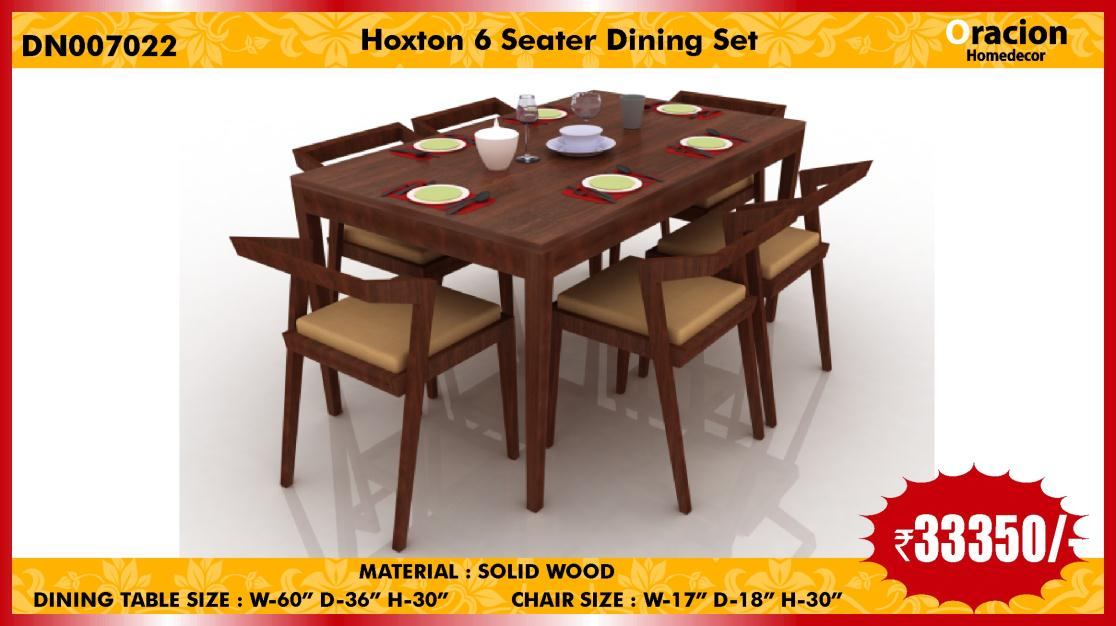 DN007022
Hoxton 6 Seater Dining Set
Oracion
Homedecor
₹33350/-
MATERIAL : SOLID WOOD
DINING TABLE SIZE : W-60” D-36” H-30” CHAIR SIZE : W-17” D-18” H-30”